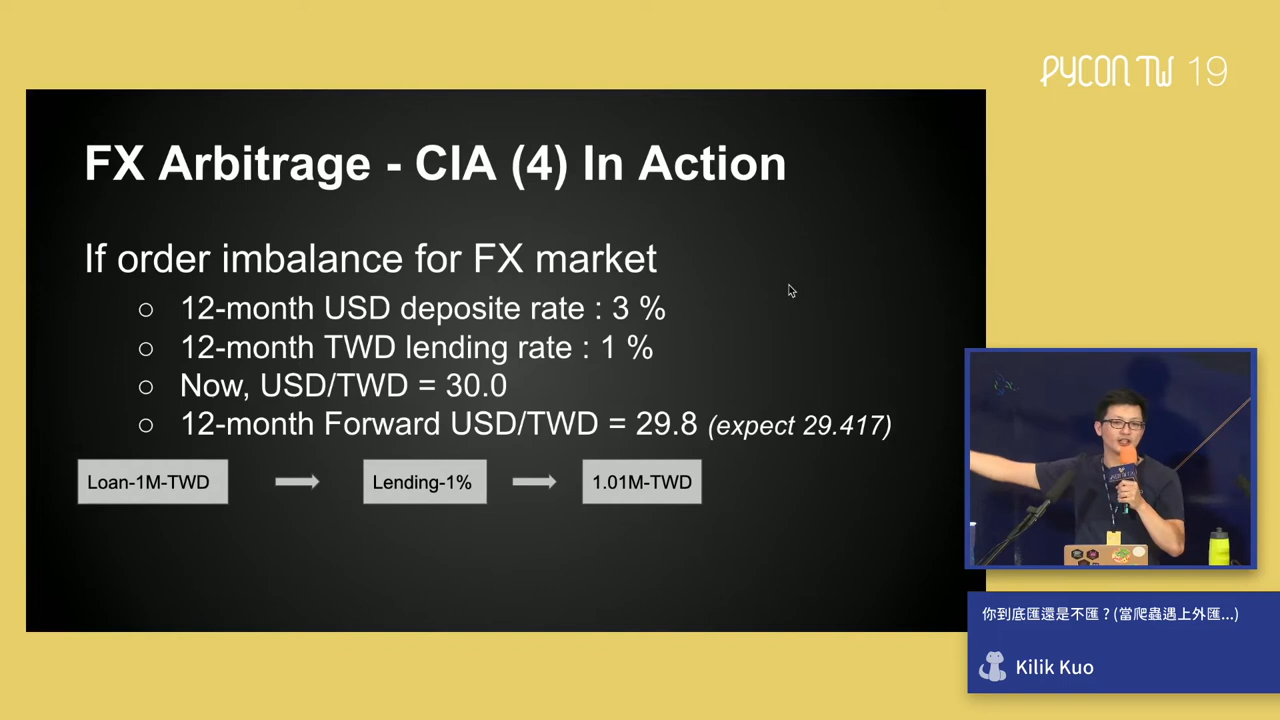 PYCON TW 19
FX Arbitrage - CIA (4) In Action
If order imbalance for FX market
○ 12-month USD deposite rate : 3 %
○ 12-month TWD lending rate : 1 %
○ Now, USD/TWD = 30.0
○ 12-month Forward USD/TWD = 29.8 (expect 29.417)
Loan-1M-TWD
Lending-1%
1.01M-TWD
你到底匯還是不匯？(當爬蟲遇上外匯...)
Kilik Kuo